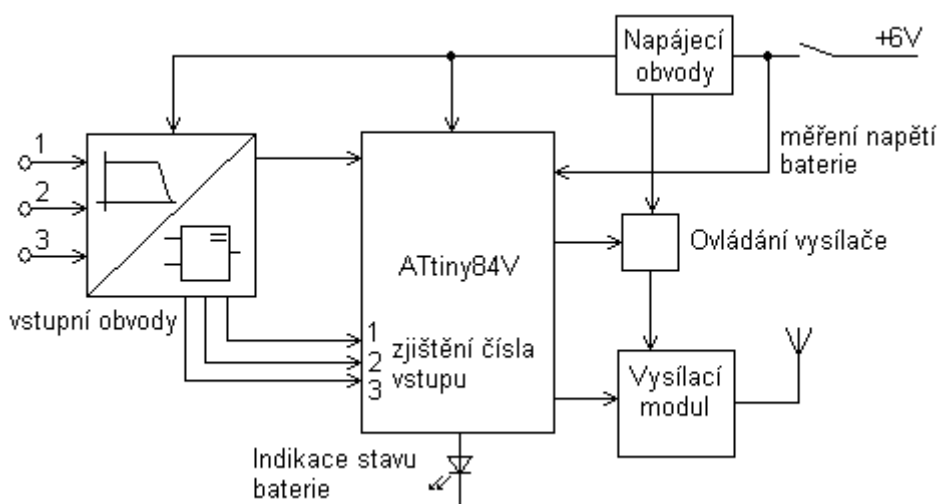 Napájecí
obvody
+6V
měření napětí
baterie
1
2
3
vstupní obvody
ATtiny84V
Ovládání vysílače
1
2
3
zjištění čísla
vstupu
Vysílací
modul
Indikace stavu
baterie
=